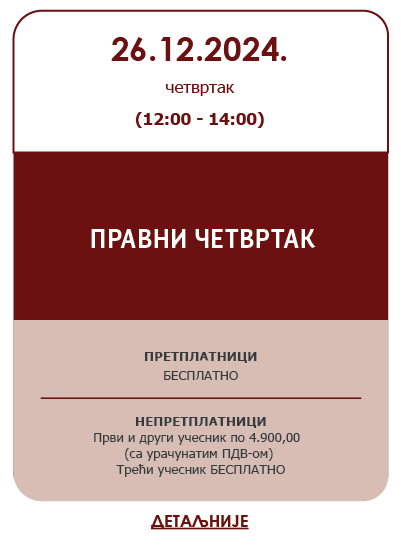 26.12.2024.
четвртак
(12:00 - 14:00)
ПРАВНИ ЧЕТВРТАК
ПРЕТПЛАТНИЦИ
БЕСПЛАТНО
НЕПРЕТПЛАТНИЦИ
Први и други учесник по 4.900,00
(са урачунатим ПДВ-ом)
Трећи учесник БЕСПЛАТНО
ДЕТАЉНИЈЕ